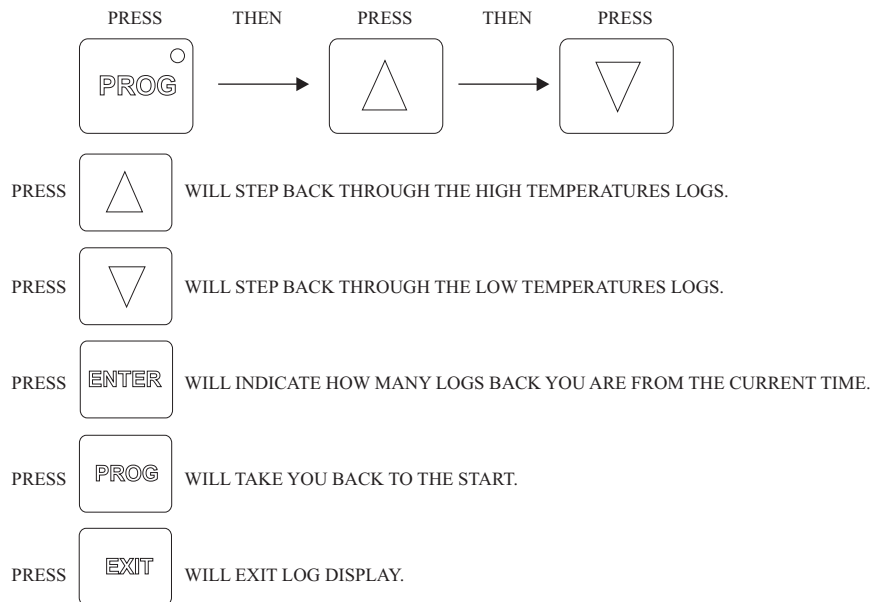 PRESS THEN PRESS THEN PRESS
PROG
PRESS WILL STEP BACK THROUGH THE HIGH TEMPERATURES LOGS.
PRESS WILL STEP BACK THROUGH THE LOW TEMPERATURES LOGS.
PRESS ENTER WILL INDICATE HOW MANY LOGS BACK YOU ARE FROM THE CURRENT TIME.
PRESS PROG WILL TAKE YOU BACK TO THE START.
PRESS EXIT WILL EXIT LOG DISPLAY.